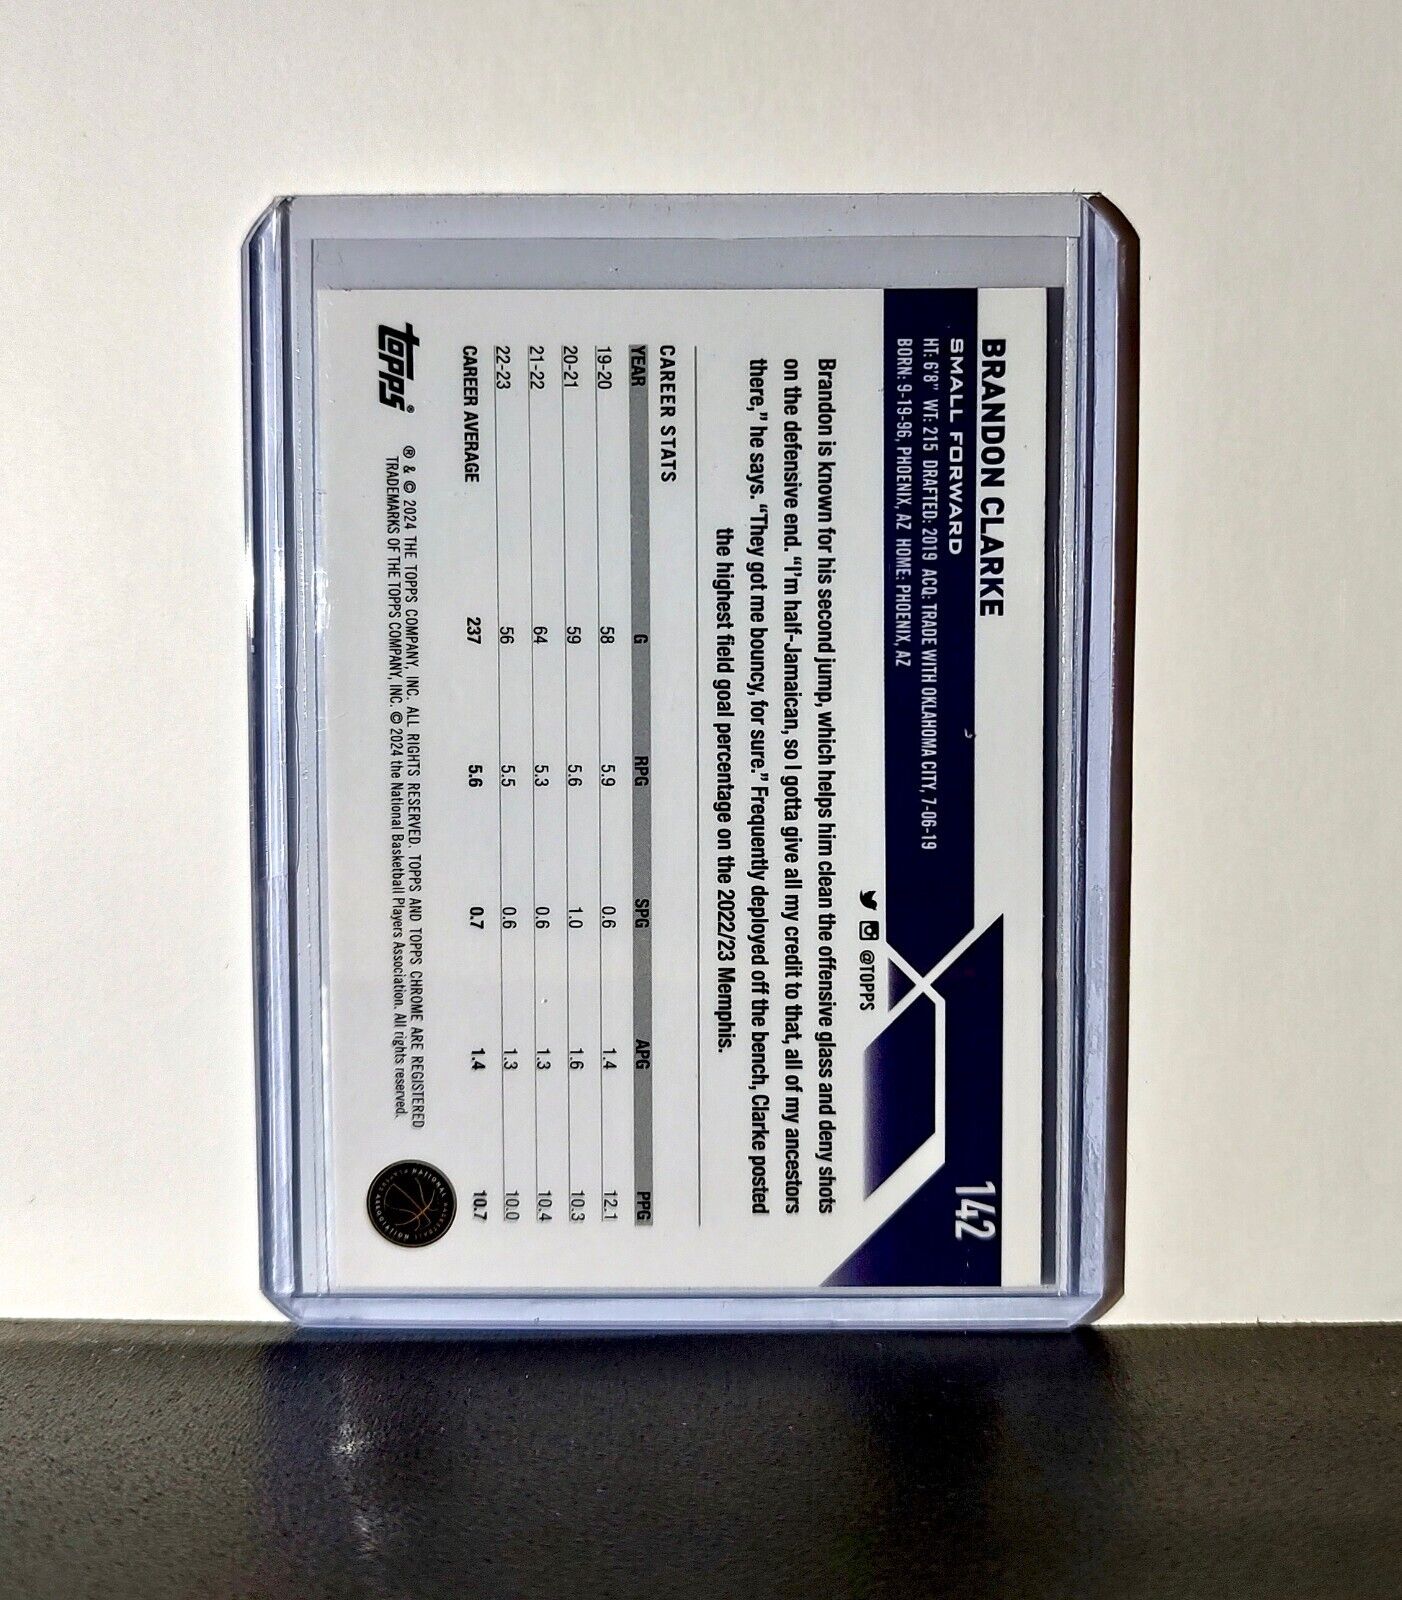 BRANDON CLARKE
142
SMALL FORWARD
HT: 6'8" WT: 215 DRAFTED: 2019 ACQ: TRADE WITH OKLAHOMA CITY, 7-06-19
BORN: 9-19-96, PHOENIX, AZ HOME: PHOENIX, AZ
@TOPPS
Brandon is known for his second jump, which helps him clean the offensive glass and deny shots
on the defensive end. “I’m half-Jamaican, so I gotta give all my credit to that, all of my ancestors
there,” he says. “They got me bouncy, for sure.” Frequently deployed off the bench, Clarke posted
the highest field goal percentage on the 2022/23 Memphis.
CAREER STATS
YEAR G RPG SPG APG PPG
19-20 58 5.9 0.6 1.4 12.1
20-21 59 5.6 1.0 1.6 10.3
21-22 64 5.3 0.6 1.3 10.4
22-23 56 5.5 0.6 1.3 10.0
CAREER AVERAGE 237 5.6 0.7 1.4 10.7
topps®
® & © 2024 THE TOPPS COMPANY, INC. ALL RIGHTS RESERVED. TOPPS AND TOPPS CHROME ARE REGISTERED
TRADEMARKS OF THE TOPPS COMPANY, INC. © 2024 the National Basketball Players Association. All rights reserved.
NATIONAL BASKETBALL PLAYERS ASSOCIATION